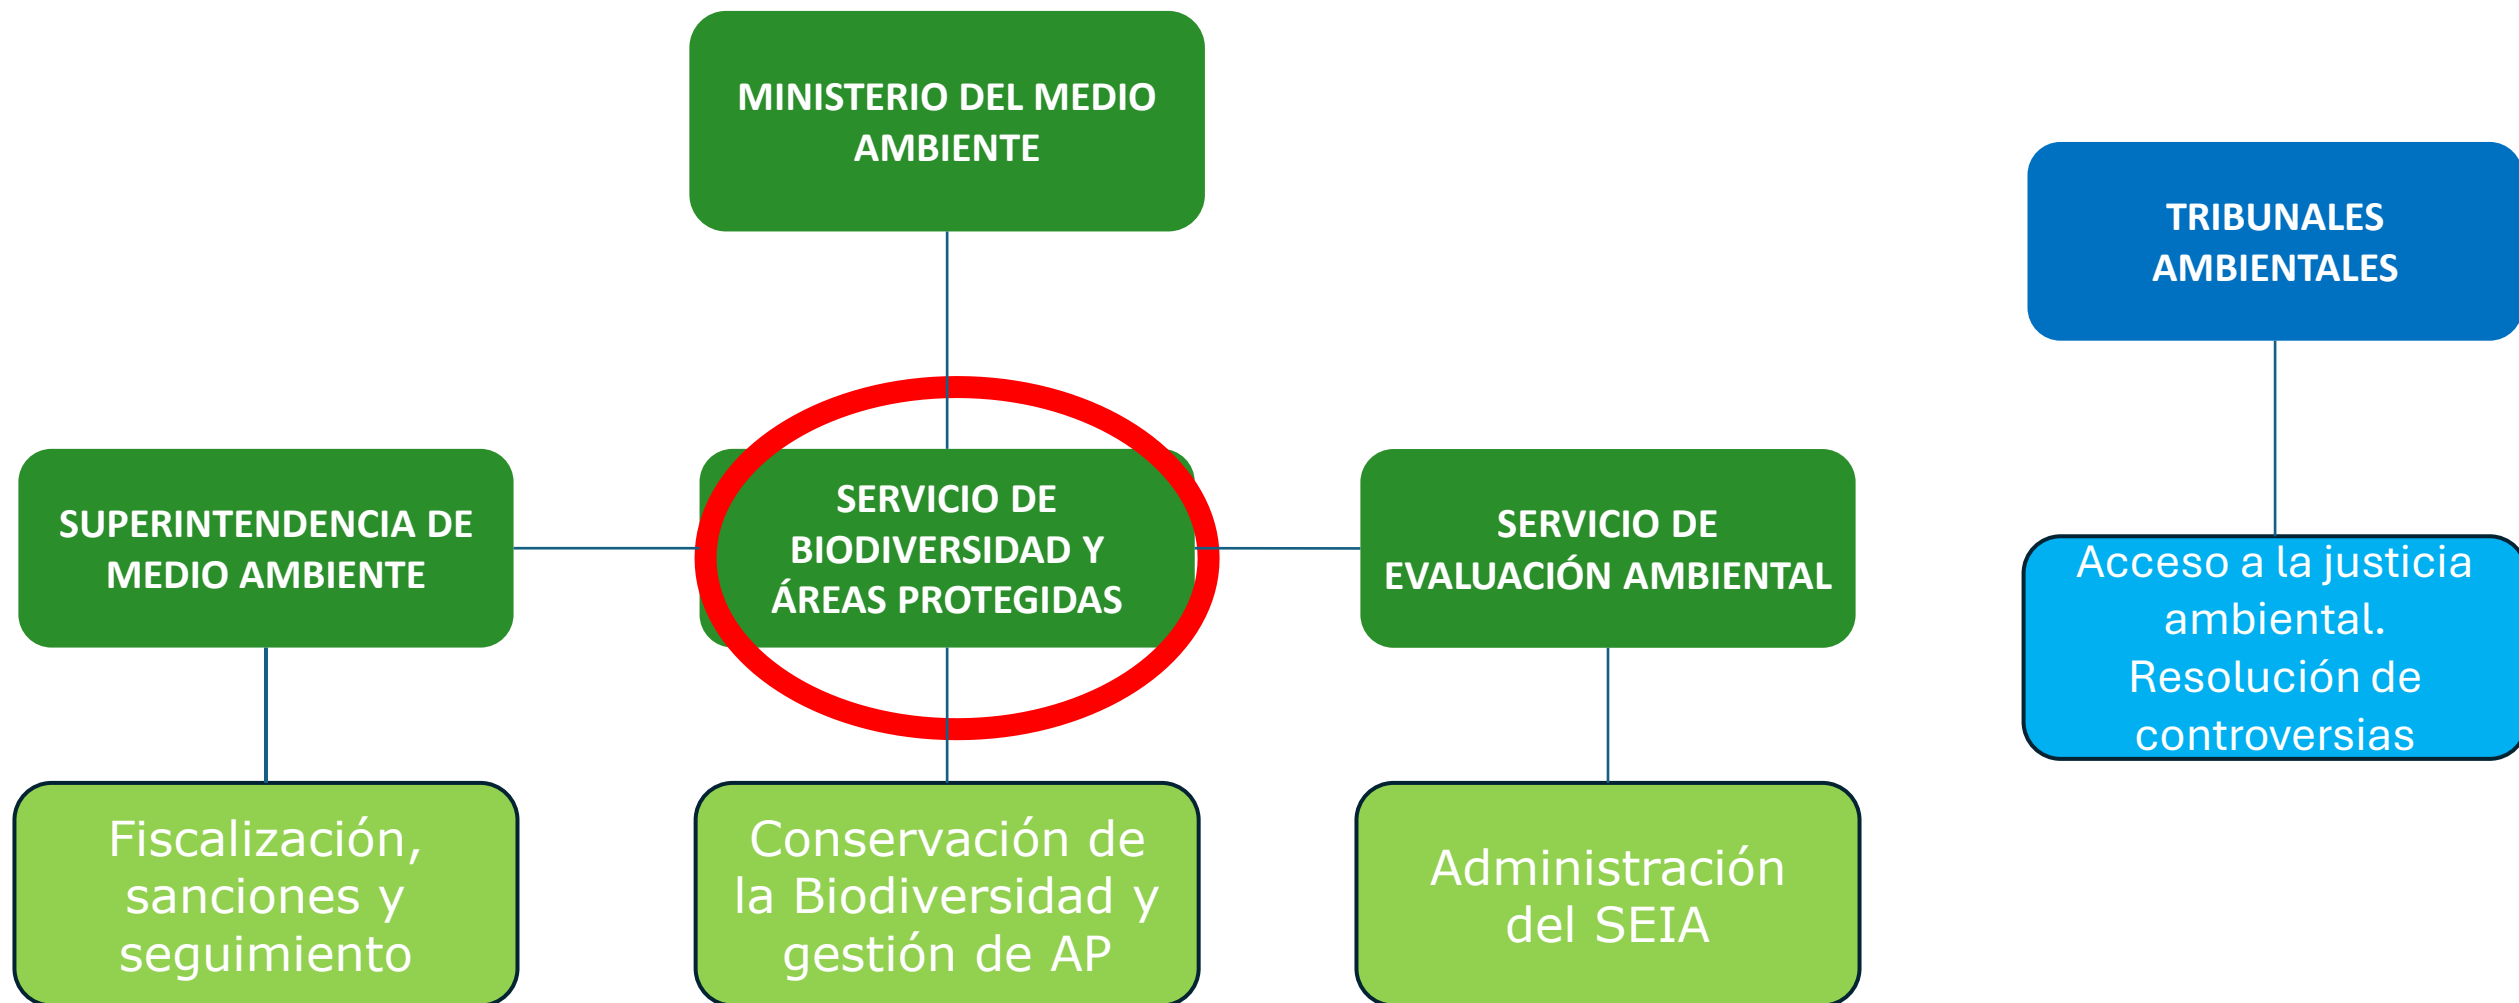 MINISTERIO DEL MEDIO
AMBIENTE
TRIBUNALES
AMBIENTALES
SUPERINTENDENCIA DE
MEDIO AMBIENTE
SERVICIO DE
BIODIVERSIDAD Y
ÁREAS PROTEGIDAS
SERVICIO DE
EVALUACIÓN AMBIENTAL
Acceso a la justicia
ambiental.
Resolución de
controversias
Fiscalización,
sanciones y
seguimiento
Conservación de
la Biodiversidad y
gestión de AP
Administración
del SEIA